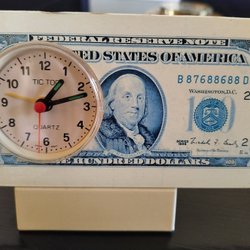 FEDERAL RESERVE NOTE
UNITED STATES OF AMERICA
B 87688688 D
TIC TOC
12
1
2
3
4
5
6
7
8
9
10
11
QUARTZ
WASHINGTON, D.C.
100
HUNDRED DOLLARS